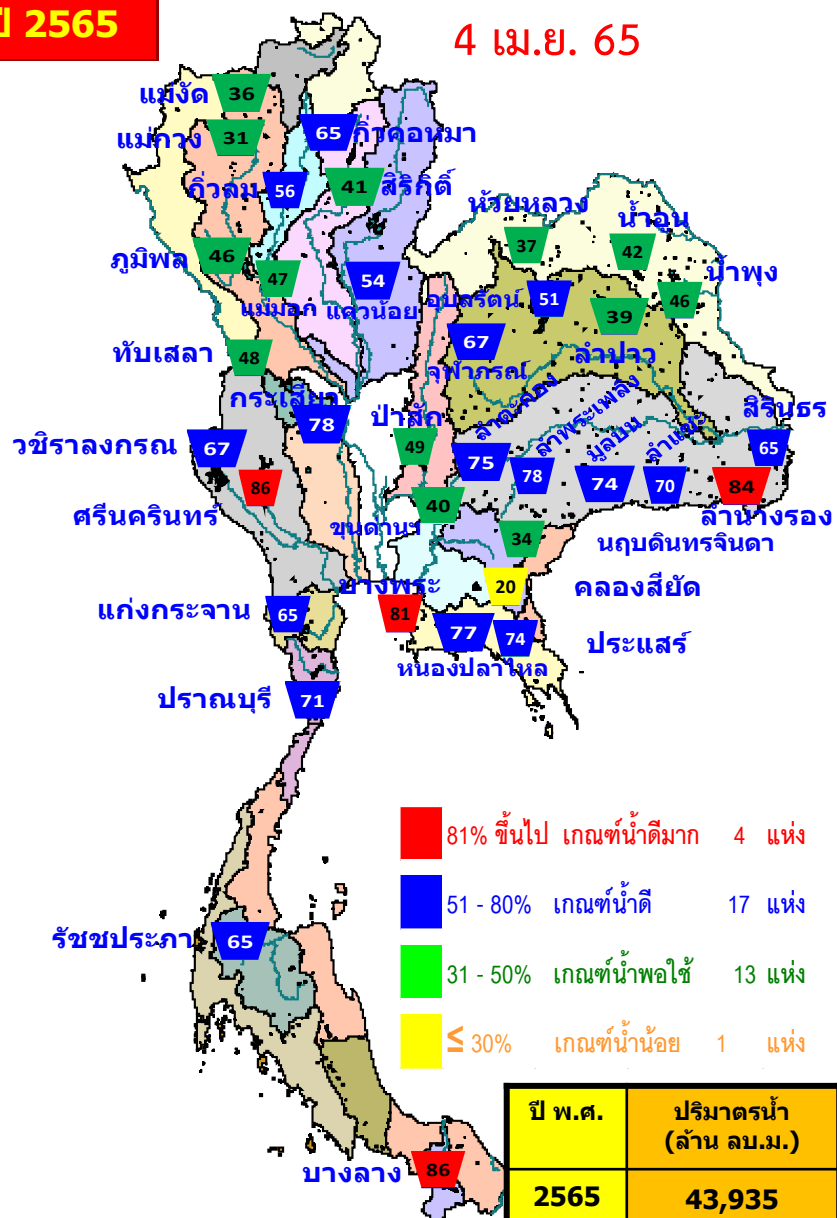 ปี 2565
4 เม.ย. 65
แม่งัด
36
แม่กวง
31
65
กิ่วคอหมา
กิ่วลม
56
41
สิริกิติ์
ห้วยหลวง
37
น้ำอูน
42
ภูมิพล
46
47
แม่มอก
54
แควน้อย
น้ำพุง
46
อุบลรัตน์
51
39
ลำปาว
67
จุฬาภรณ์
ทับเสลา
48
กระเสียว
78
ป่าสัก
49
ลำตะคอง
75
ลำพระเพลิง
78
มูลบน
74
ลำแชะ
70
สิรินธร
65
84
ลำนางรอง
วชิราลงกรณ
67
86
ศรีนครินทร์
40
ขุนด่านฯ
34
นฤบดินทรจินดา
บางพระ
81
20
คลองสียัด
แก่งกระจาน
65
77
หนองปลาไหล
74
ประแสร์
ปราณบุรี
71
81% ขึ้นไป เกณฑ์น้ำดีมาก 4 แห่ง
51 - 80% เกณฑ์น้ำดี 17 แห่ง
31 - 50% เกณฑ์น้ำพอใช้ 13 แห่ง
≤ 30% เกณฑ์น้ำน้อย 1 แห่ง
รัชชประภา
65
บางลาง
86
ปี พ.ศ.
ปริมาตรน้ำ
(ล้าน ลบ.ม.)
2565
43,935